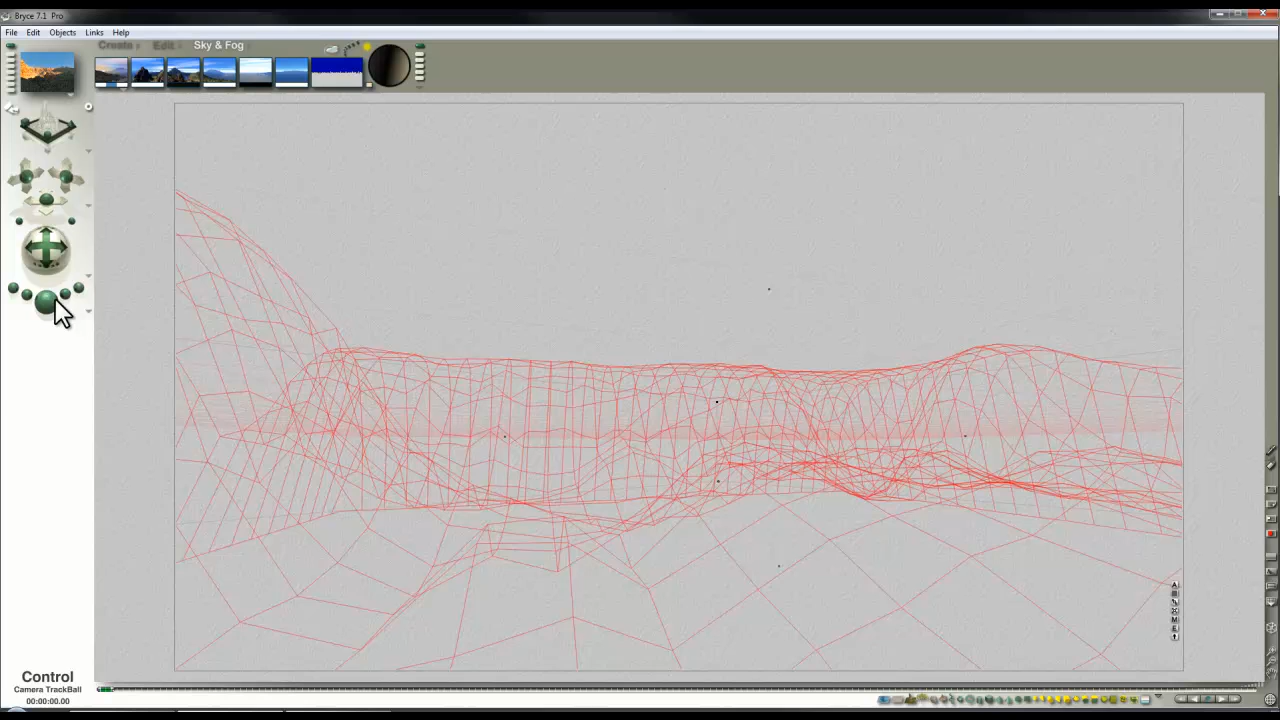 Bryce 7.1 Pro
File Edit Objects Links Help
Create Edit Sky & Fog
A
M
Control
Camera TrackBall
00:00:00.00